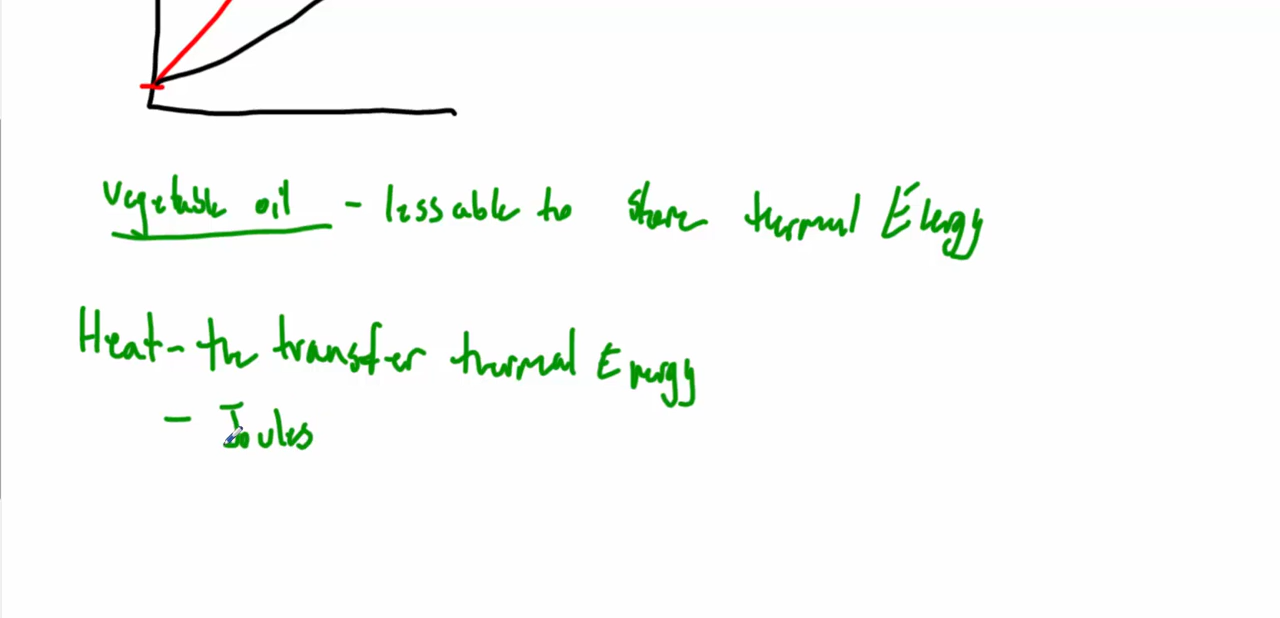 Vegetable oil - less able to store thermal Energy
Heat - the transfer thermal Energy
- Joules